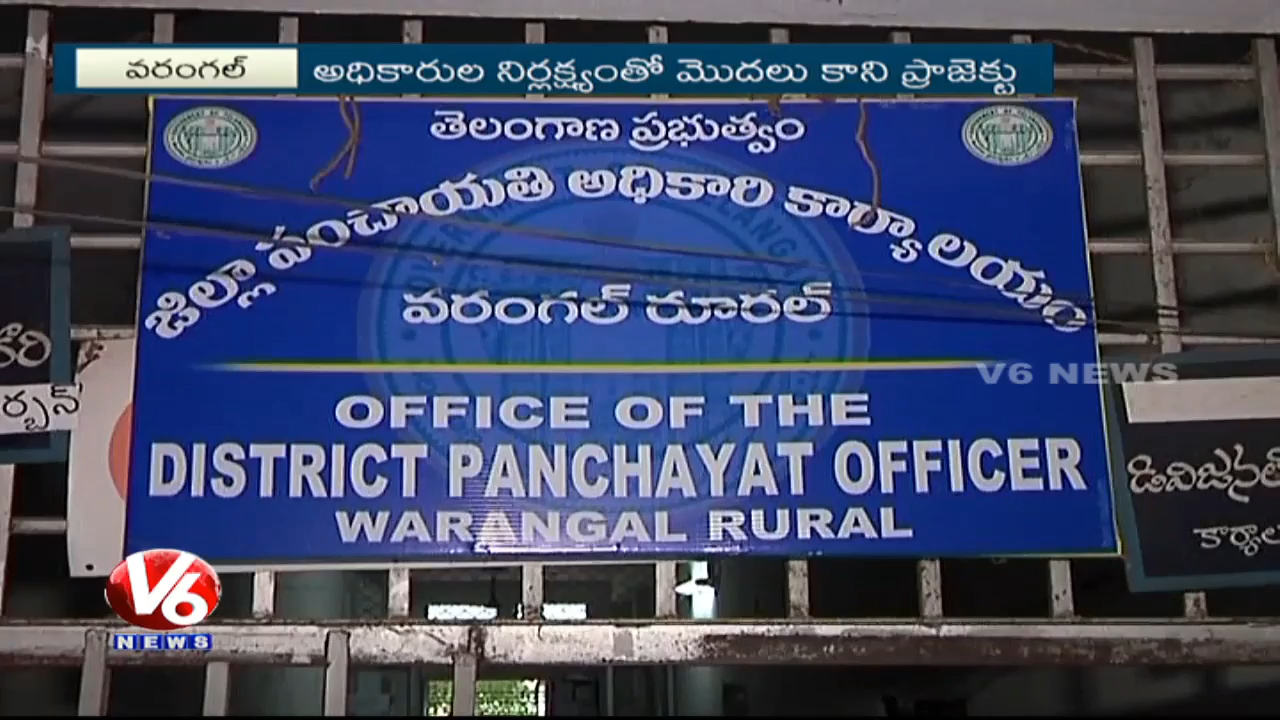 వరంగల్ అధికారుల నిర్లక్ష్యంతో మొదలు కాని ప్రాజెక్టు
తెలంగాణ ప్రభుత్వం
జిల్లా పంచాయతి అధికారి కార్యాలయం
వరంగల్ రూరల్
OFFICE OF THE
DISTRICT PANCHAYAT OFFICER
WARANGAL RURAL
V6 NEWS
డివిజనల్
V6
NEWS